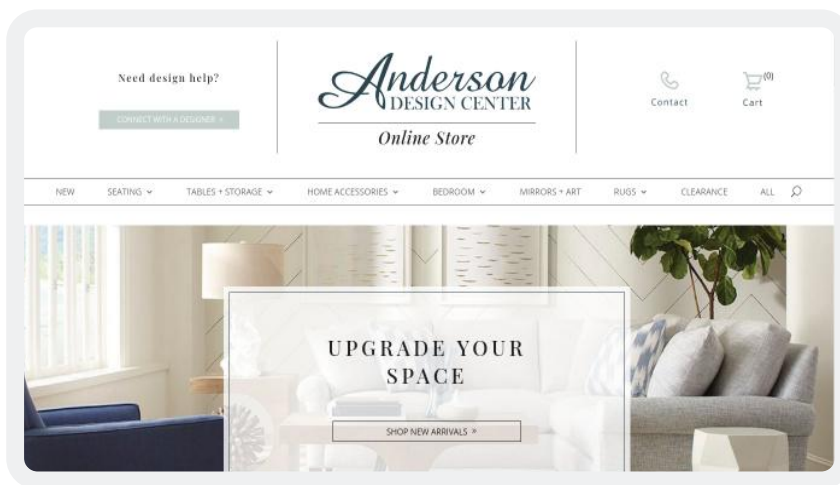 Need design help?
CONNECT WITH A DESIGNER »
Anderson
DESIGN CENTER
Online Store
Contact
(0)
Cart
NEW SEATING TABLES + STORAGE HOME ACCESSORIES BEDROOM MIRRORS + ART RUGS CLEARANCE ALL
UPGRADE YOUR
SPACE
SHOP NEW ARRIVALS »